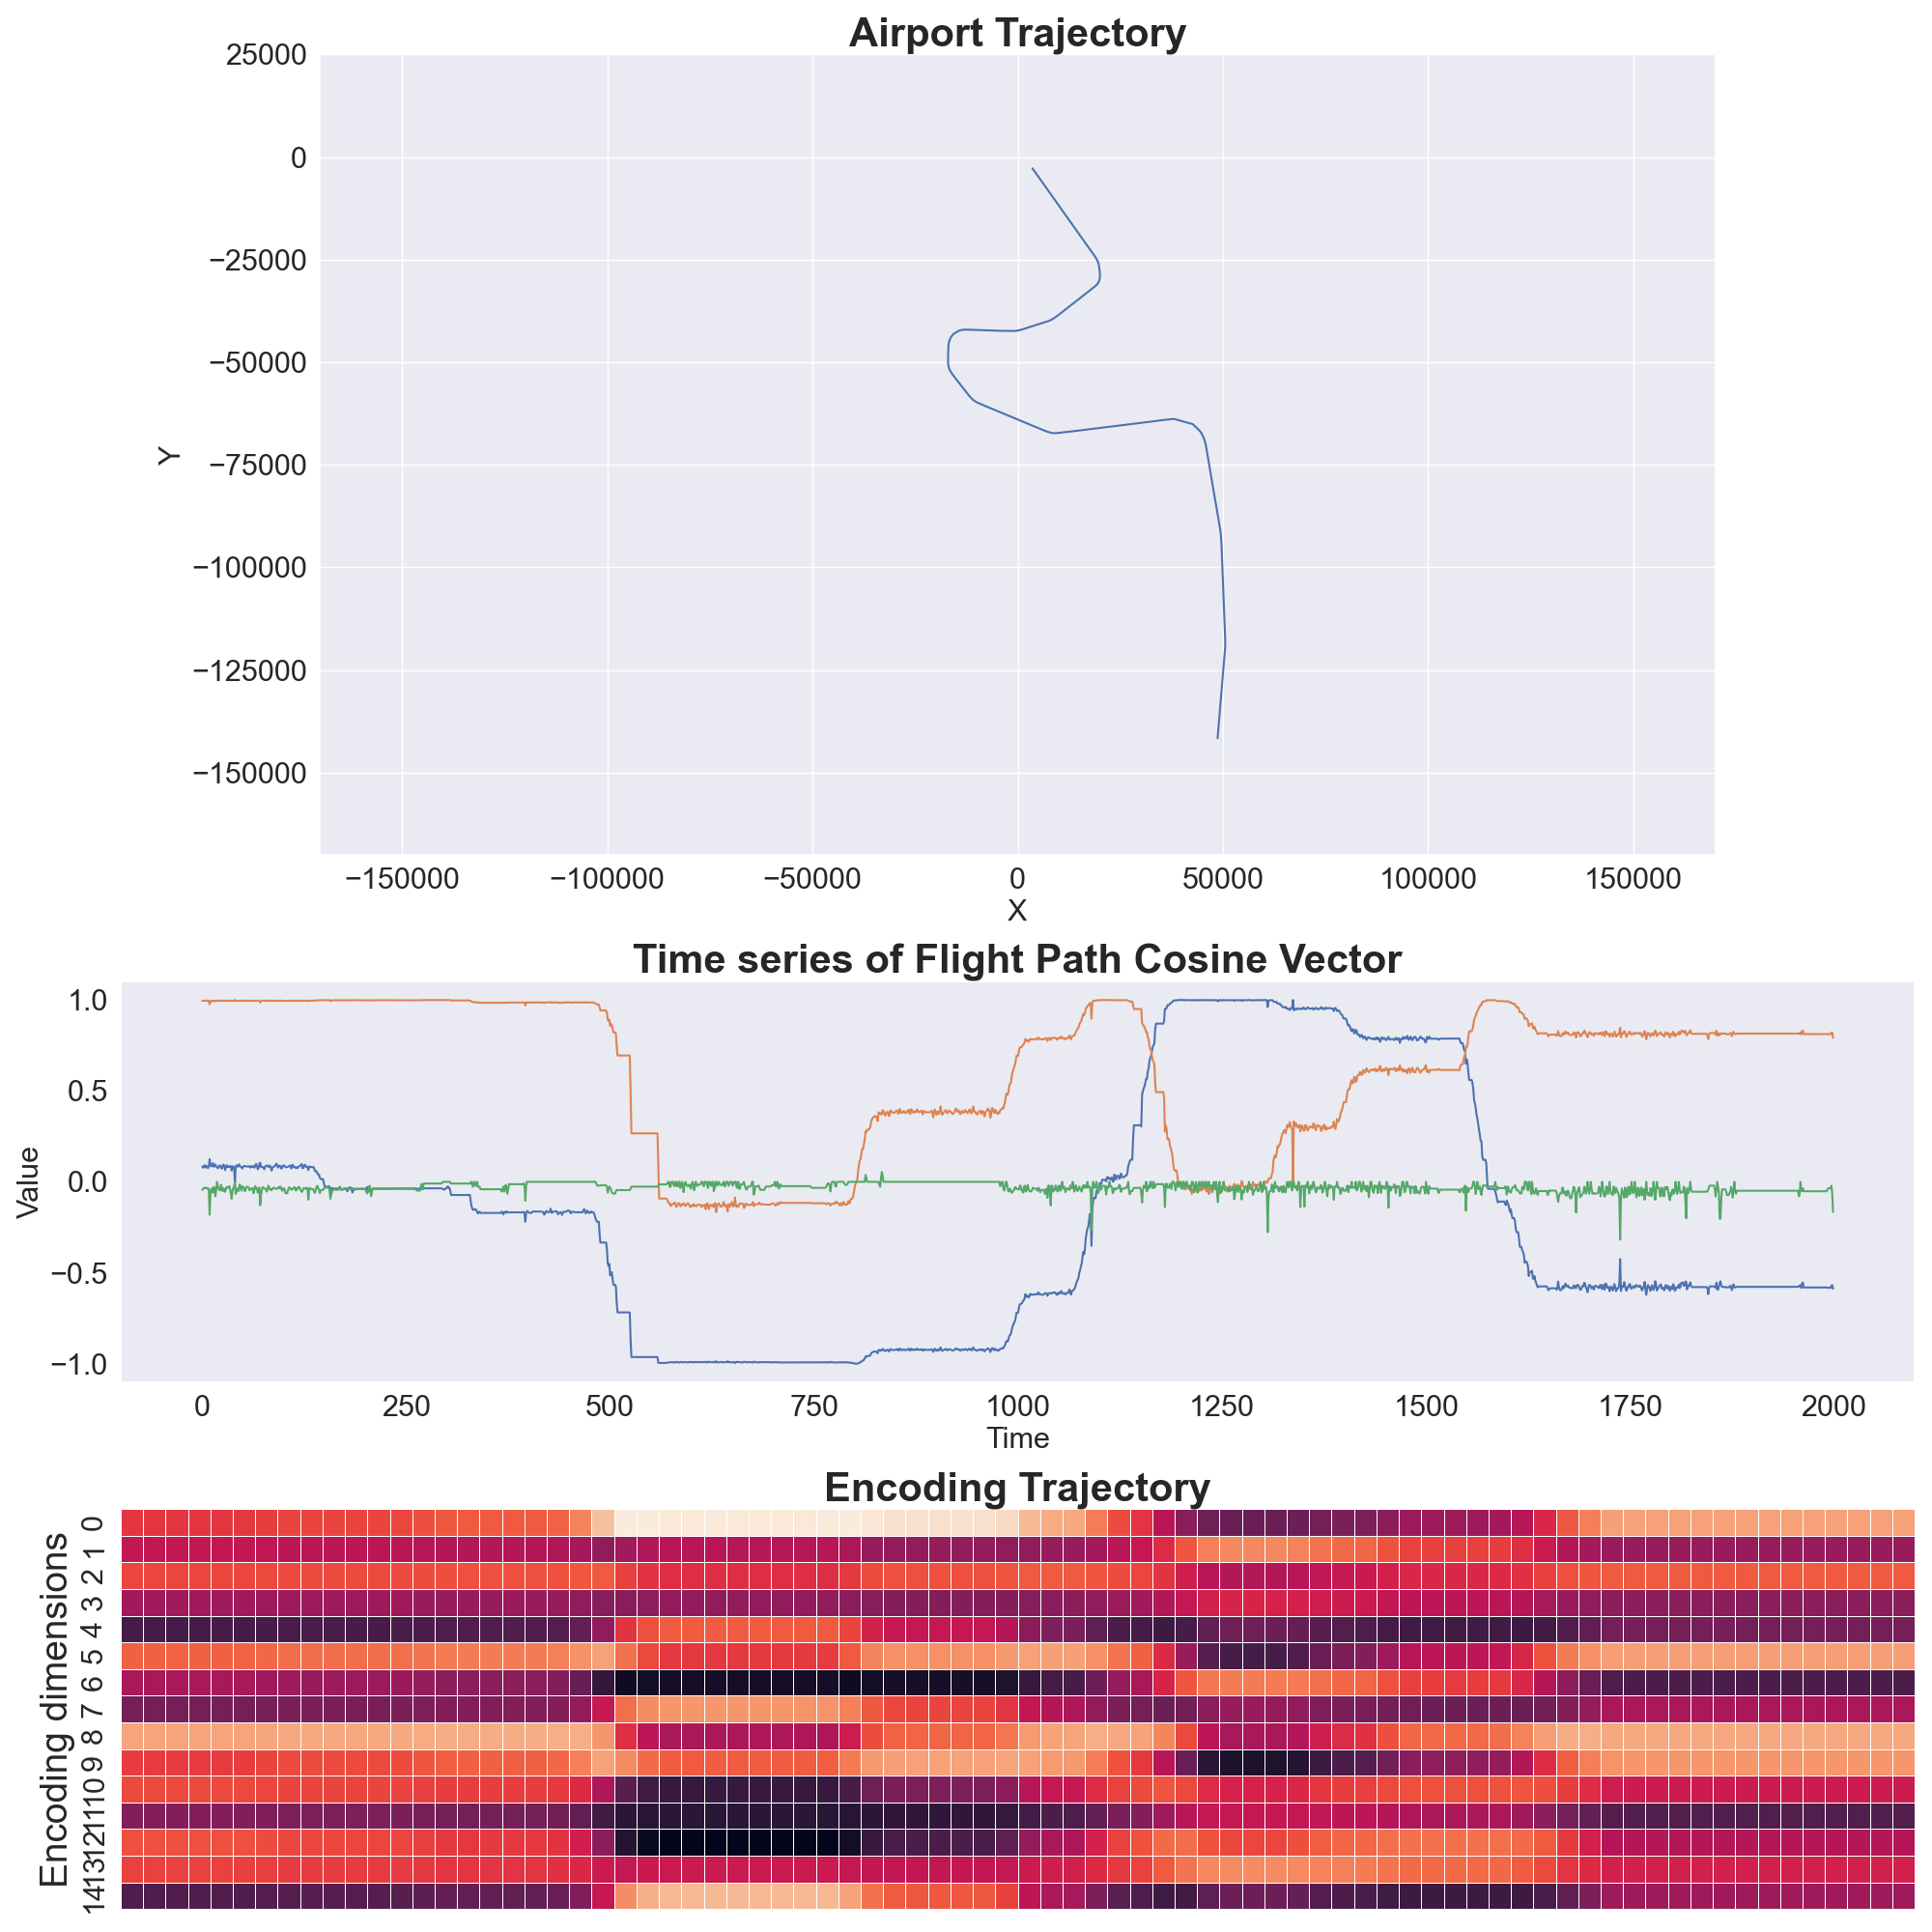 Airport Trajectory
25000
0
−25000
−50000
−75000
−100000
−125000
−150000
Y
−150000 −100000 −50000 0 50000 100000 150000
X
Time series of Flight Path Cosine Vector
1.0
0.5
0.0
−0.5
−1.0
Value
0 250 500 750 1000 1250 1500 1750 2000
Time
Encoding Trajectory
Encoding dimensions
0
1
2
3
4
5
6
7
8
9
10
11
12
13
14